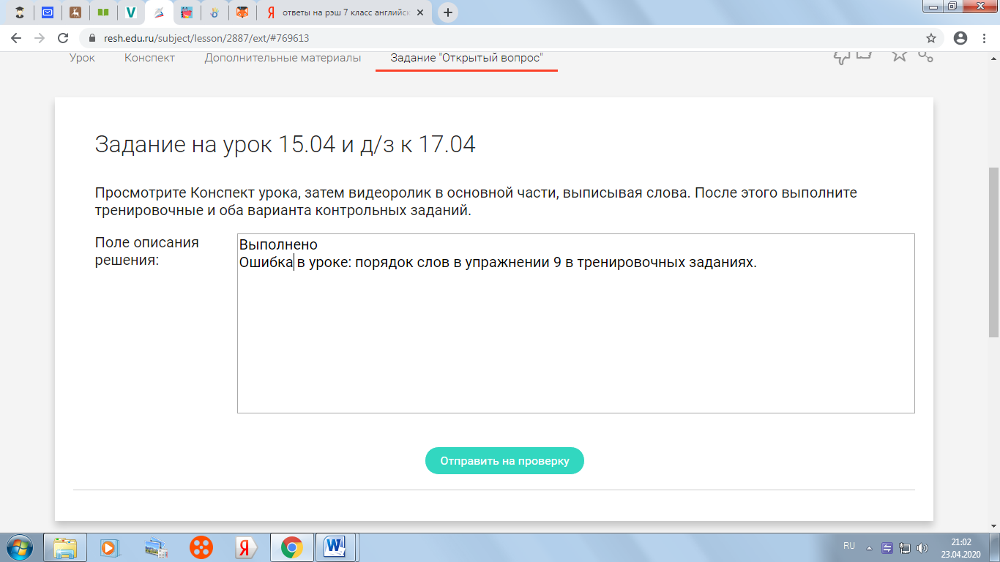 ответы на рэш 7 класс английск
resh.edu.ru/subject/lesson/2887/ext/#769613
Урок Конспект Дополнительные материалы Задание "Открытый вопрос"
Задание на урок 15.04 и д/з к 17.04
Просмотрите Конспект урока, затем видеоролик в основной части, выписывая слова. После этого выполните
тренировочные и оба варианта контрольных заданий.
Поле описания
решения:
Выполнено
Ошибка в уроке: порядок слов в упражнении 9 в тренировочных заданиях.
Отправить на проверку
RU
21:02
23.04.2020